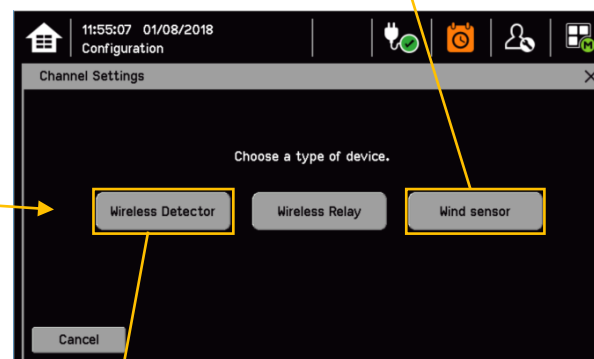 11:55:07 01/08/2018
Configuration
Channel Settings
Choose a type of device.
Wireless Detector
Wireless Relay
Wind sensor
Cancel